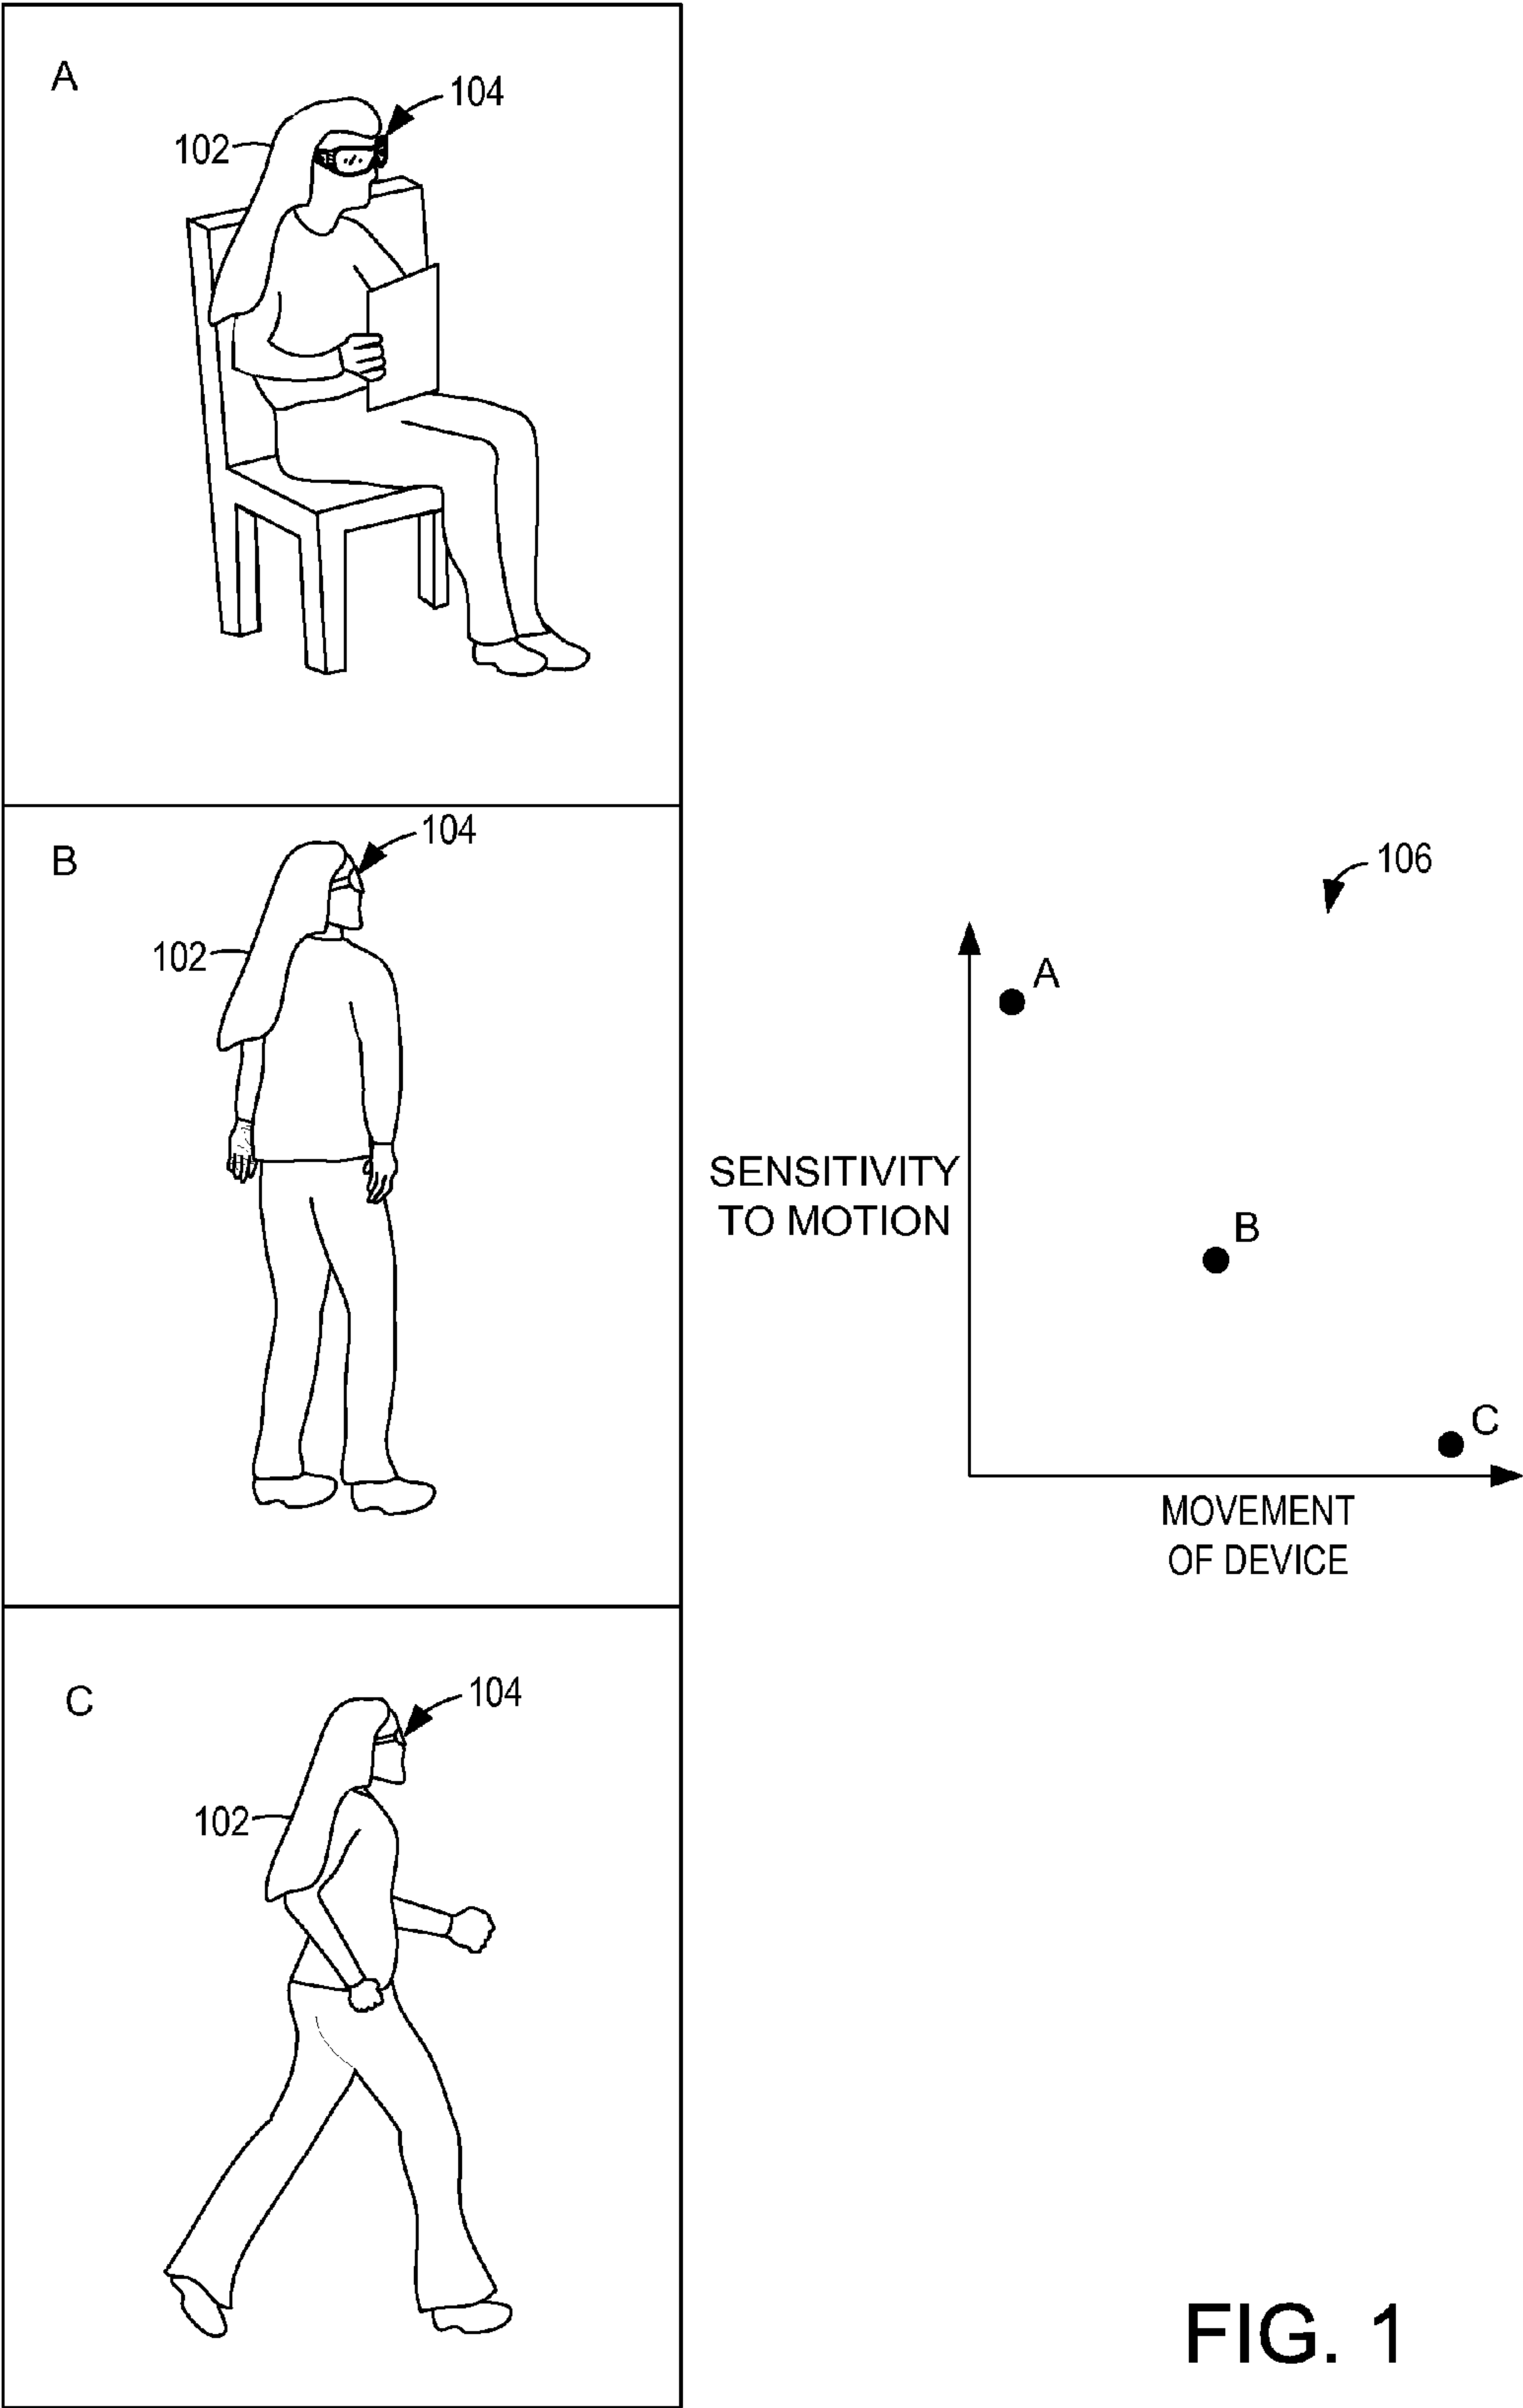 A
104
102
B
104
102
106
A
SENSITIVITY
TO MOTION
B
C
MOVEMENT
OF DEVICE
C
104
102
FIG. 1